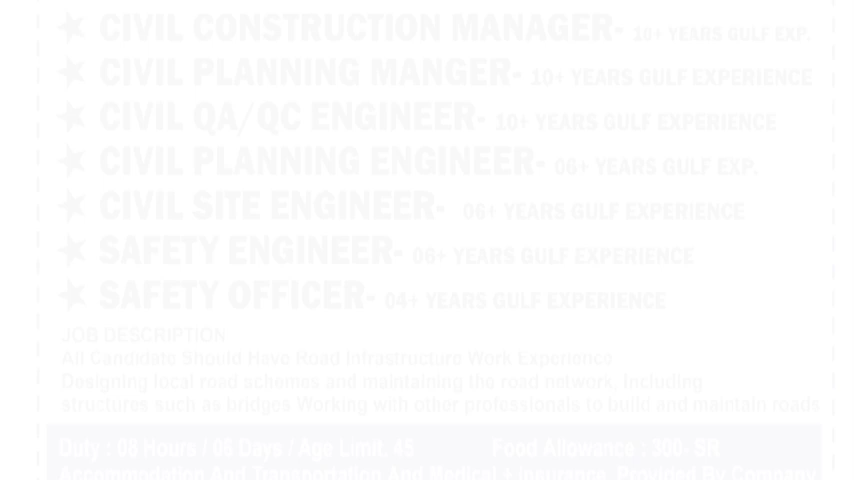 ★ CIVIL CONSTRUCTION MANAGER- 10+ YEARS GULF EXP.
★ CIVIL PLANNING MANGER- 10+ YEARS GULF EXPERIENCE
★ CIVIL QA/QC ENGINEER- 10+ YEARS GULF EXPERIENCE
★ CIVIL PLANNING ENGINEER- 06+ YEARS GULF EXP.
★ CIVIL SITE ENGINEER- 06+ YEARS GULF EXPERIENCE
★ SAFETY ENGINEER- 06+ YEARS GULF EXPERIENCE
★ SAFETY OFFICER- 04+ YEARS GULF EXPERIENCE
JOB DESCRIPTION
All Candidate Should Have Road Infrastructure Work Experience
Designing local road schemes and maintaining the road network, Including
structures such as bridges Working with other professionals to build and maintain roads
Duty : 08 Hours / 06 Days / Age Limit. 45 Food Allowance : 300- SR
Accommodation And Transportation And Medical + Insurance Provided By Company